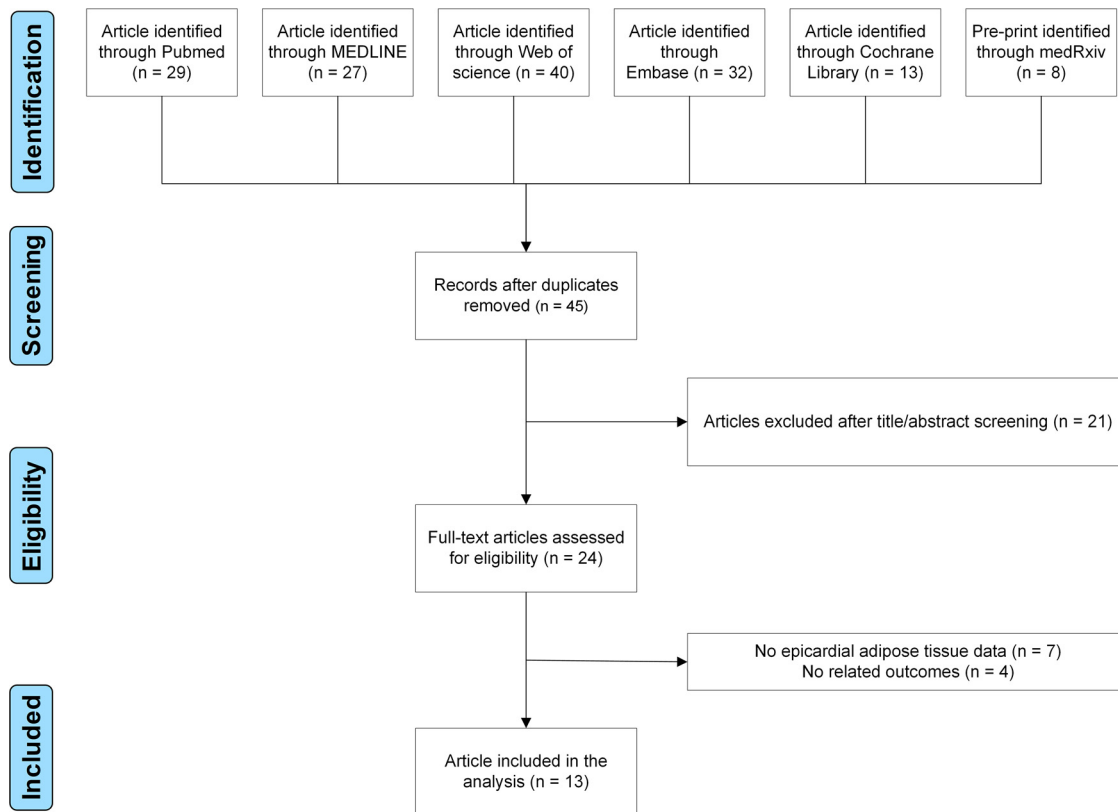 Identification
Article identified
through Pubmed
(n = 29)
Article identified
through MEDLINE
(n = 27)
Article identified
through Web of
science (n = 40)
Article identified
through
Embase (n = 32)
Article identified
through Cochrane
Library (n = 13)
Pre-print identified
through medRxiv
(n = 8)
Screening
Records after duplicates
removed (n = 45)
Articles excluded after title/abstract screening (n = 21)
Eligibility
Full-text articles assessed
for eligibility (n = 24)
No epicardial adipose tissue data (n = 7)
No related outcomes (n = 4)
Included
Article included in the
analysis (n = 13)